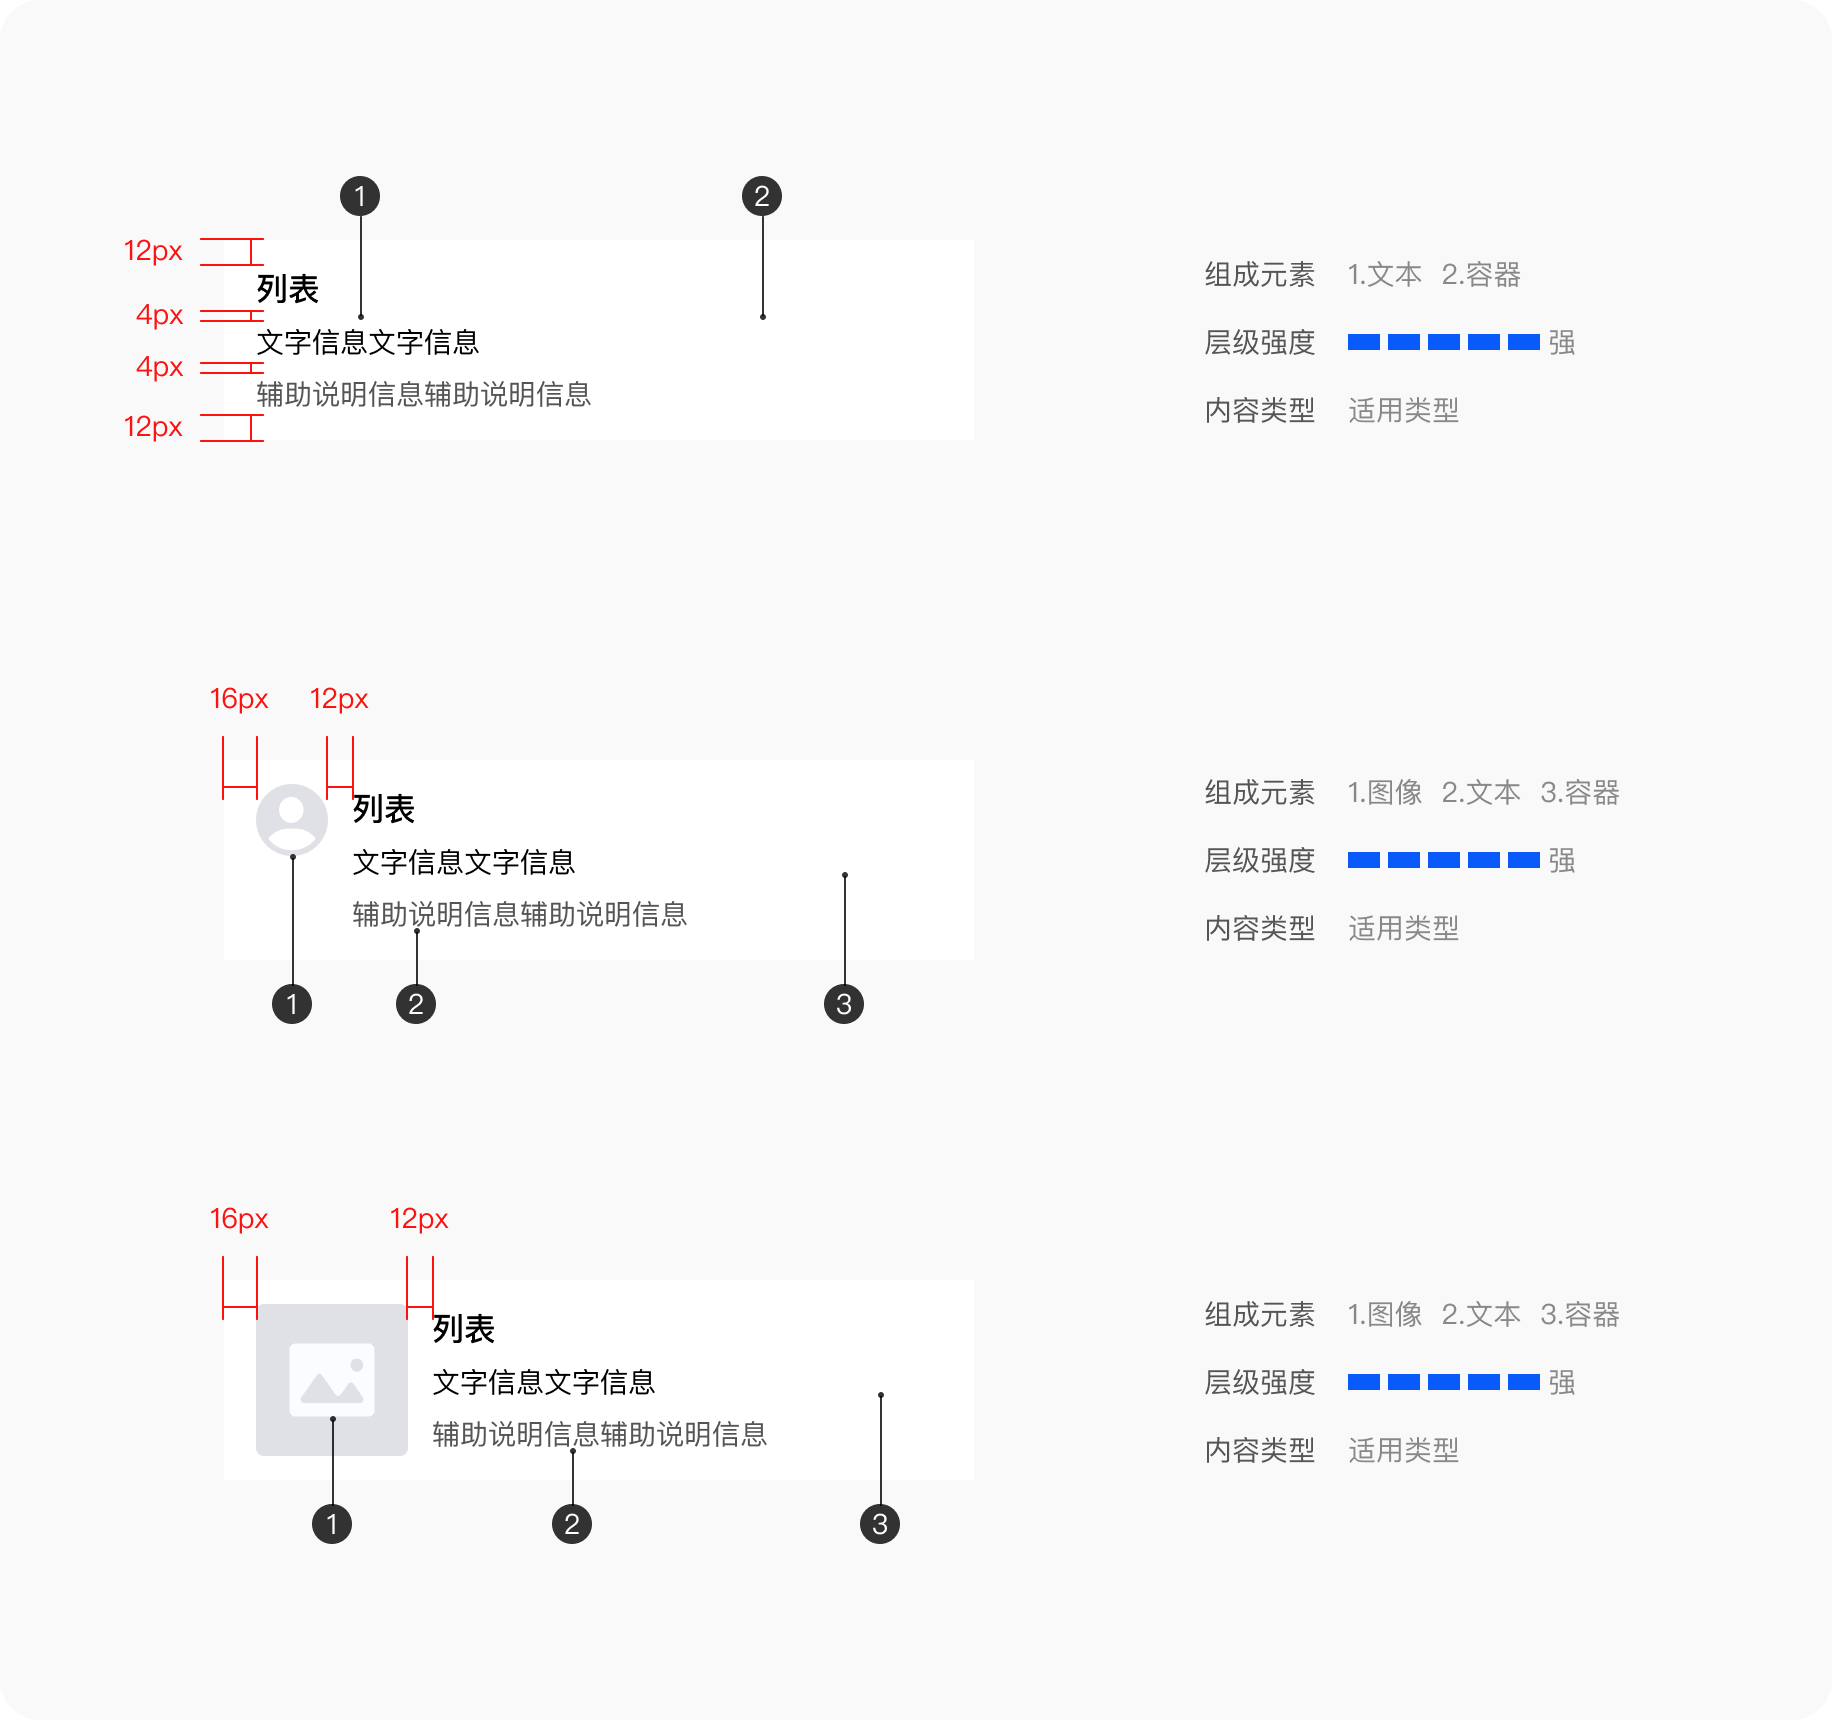 1
2
12px
列表
4px
文字信息文字信息
4px
辅助说明信息辅助说明信息
12px
组成元素 1.文本 2.容器
层级强度 强
内容类型 适用类型
16px 12px
列表
文字信息文字信息
辅助说明信息辅助说明信息
1
2
3
组成元素 1.图像 2.文本 3.容器
层级强度 强
内容类型 适用类型
16px 12px
列表
文字信息文字信息
辅助说明信息辅助说明信息
1
2
3
组成元素 1.图像 2.文本 3.容器
层级强度 强
内容类型 适用类型